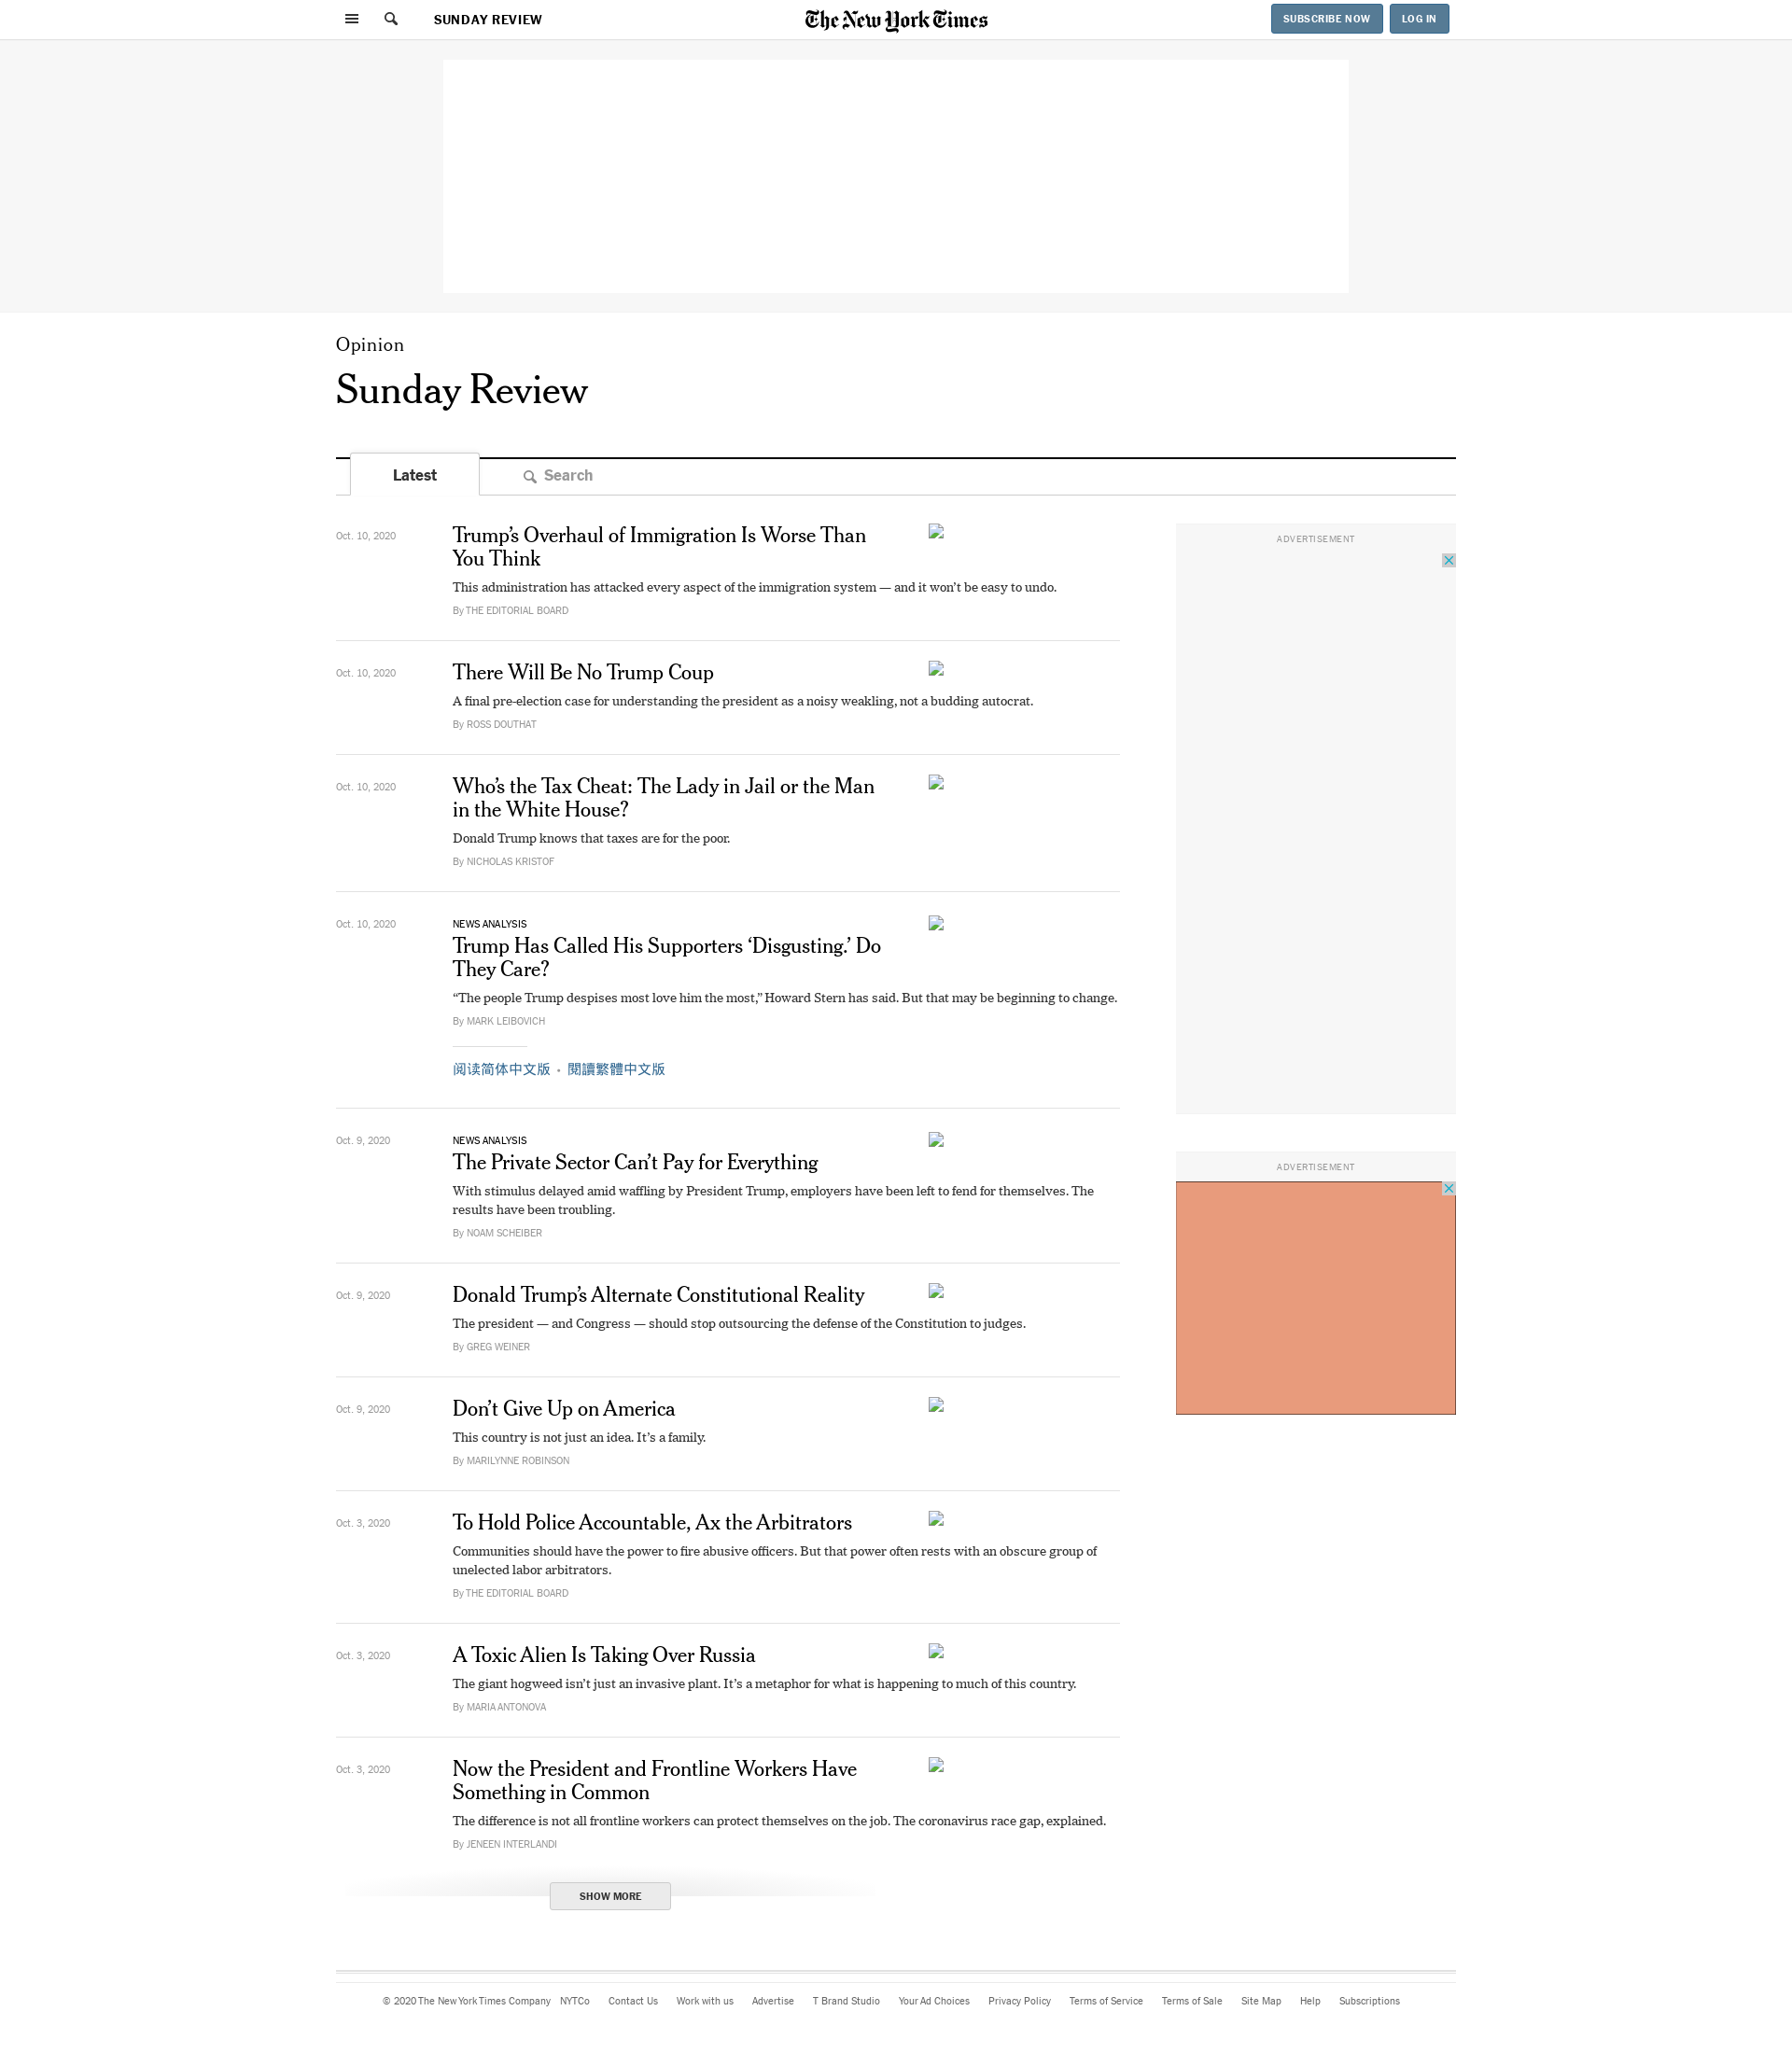 SUNDAY REVIEW
The New York Times
SUBSCRIBE NOW
LOG IN
Opinion
Sunday Review
Latest
Search
Oct. 10, 2020
Trump’s Overhaul of Immigration Is Worse Than
You Think
This administration has attacked every aspect of the immigration system — and it won’t be easy to undo.
By THE EDITORIAL BOARD
Oct. 10, 2020
There Will Be No Trump Coup
A final pre-election case for understanding the president as a noisy weakling, not a budding autocrat.
By ROSS DOUTHAT
Oct. 10, 2020
Who’s the Tax Cheat: The Lady in Jail or the Man
in the White House?
Donald Trump knows that taxes are for the poor.
By NICHOLAS KRISTOF
Oct. 10, 2020
NEWS ANALYSIS
Trump Has Called His Supporters ‘Disgusting.’ Do
They Care?
“The people Trump despises most love him the most,” Howard Stern has said. But that may be beginning to change.
By MARK LEIBOVICH
阅读简体中文版 • 閱讀繁體中文版
Oct. 9, 2020
NEWS ANALYSIS
The Private Sector Can’t Pay for Everything
With stimulus delayed amid waffling by President Trump, employers have been left to fend for themselves. The
results have been troubling.
By NOAM SCHEIBER
Oct. 9, 2020
Donald Trump’s Alternate Constitutional Reality
The president — and Congress — should stop outsourcing the defense of the Constitution to judges.
By GREG WEINER
Oct. 9, 2020
Don’t Give Up on America
This country is not just an idea. It’s a family.
By MARILYNNE ROBINSON
Oct. 3, 2020
To Hold Police Accountable, Ax the Arbitrators
Communities should have the power to fire abusive officers. But that power often rests with an obscure group of
unelected labor arbitrators.
By THE EDITORIAL BOARD
Oct. 3, 2020
A Toxic Alien Is Taking Over Russia
The giant hogweed isn’t just an invasive plant. It’s a metaphor for what is happening to much of this country.
By MARIA ANTONOVA
Oct. 3, 2020
Now the President and Frontline Workers Have
Something in Common
The difference is not all frontline workers can protect themselves on the job. The coronavirus race gap, explained.
By JENEEN INTERLANDI
SHOW MORE
ADVERTISEMENT
ADVERTISEMENT
© 2020 The New York Times Company NYTCo Contact Us Work with us Advertise T Brand Studio Your Ad Choices Privacy Policy Terms of Service Terms of Sale Site Map Help Subscriptions